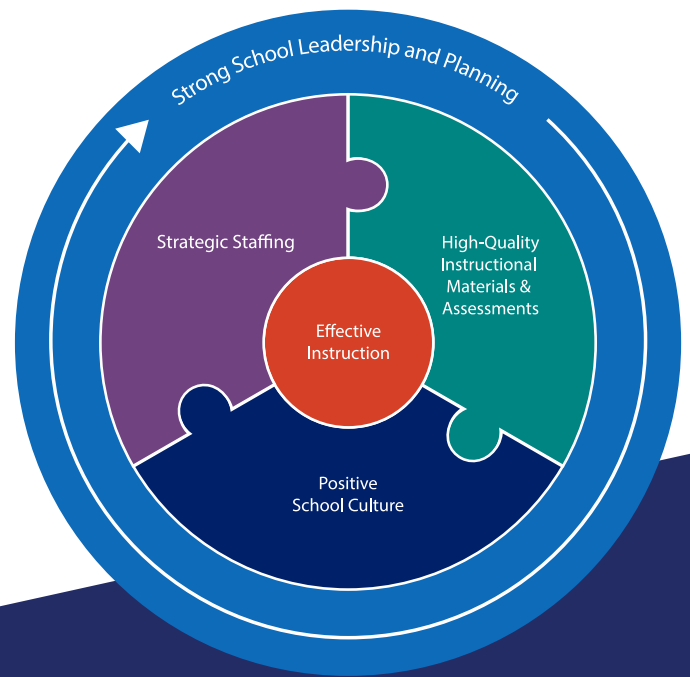 Strong School Leadership and Planning
Strategic Staffing
High-Quality
Instructional
Materials &
Assessments
Effective
Instruction
Positive
School Culture